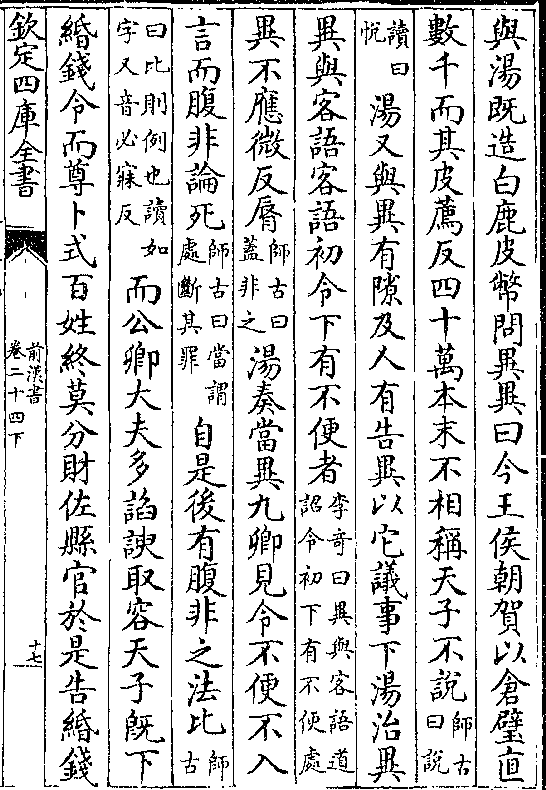 與湯既造白鹿皮幣問異異曰今王侯朝賀以倉璧直
數千而其皮薦反四十萬本末不相稱天子不說師古曰說
讀曰悅湯又與異有隙及人有告異以它議事下湯治異
異與客語客語初令下有不便者李奇曰異與客語道詔令初下有不便處
異不應微反脣師古曰蓋非之湯奏當異九卿見令不便不入
言而腹非論死師古曰當謂處斷其罪自是後有腹非之法比師古
曰比則例也讀如字又音必寐反而公卿大夫多諂諛取容天子既下
緡錢令而尊卜式百姓終莫分財佐縣官於是告緡錢
欽定四庫全書
前漢書
卷二十四下
十七